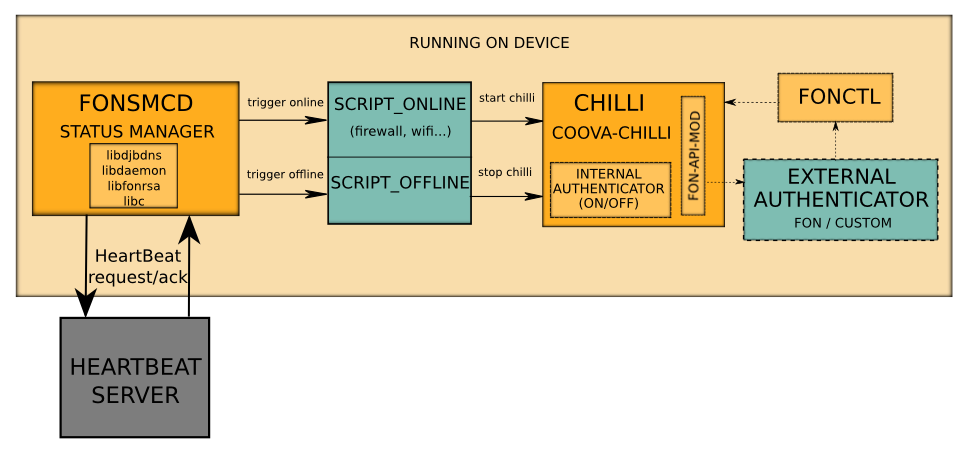 RUNNING ON DEVICE
FONSMCD
STATUS MANAGER
libdjbdns
libdaemon
libfonrsa
libc
trigger online
trigger offline
SCRIPT_ONLINE
(firewall, wifi...)
SCRIPT_OFFLINE
start chilli
stop chilli
CHILLI
COOVA-CHILLI
INTERNAL
AUTHENTICATOR
(ON/OFF)
FON-API-MOD
FONCTL
EXTERNAL
AUTHENTICATOR
FON / CUSTOM
HeartBeat
request/ack
HEARTBEAT
SERVER